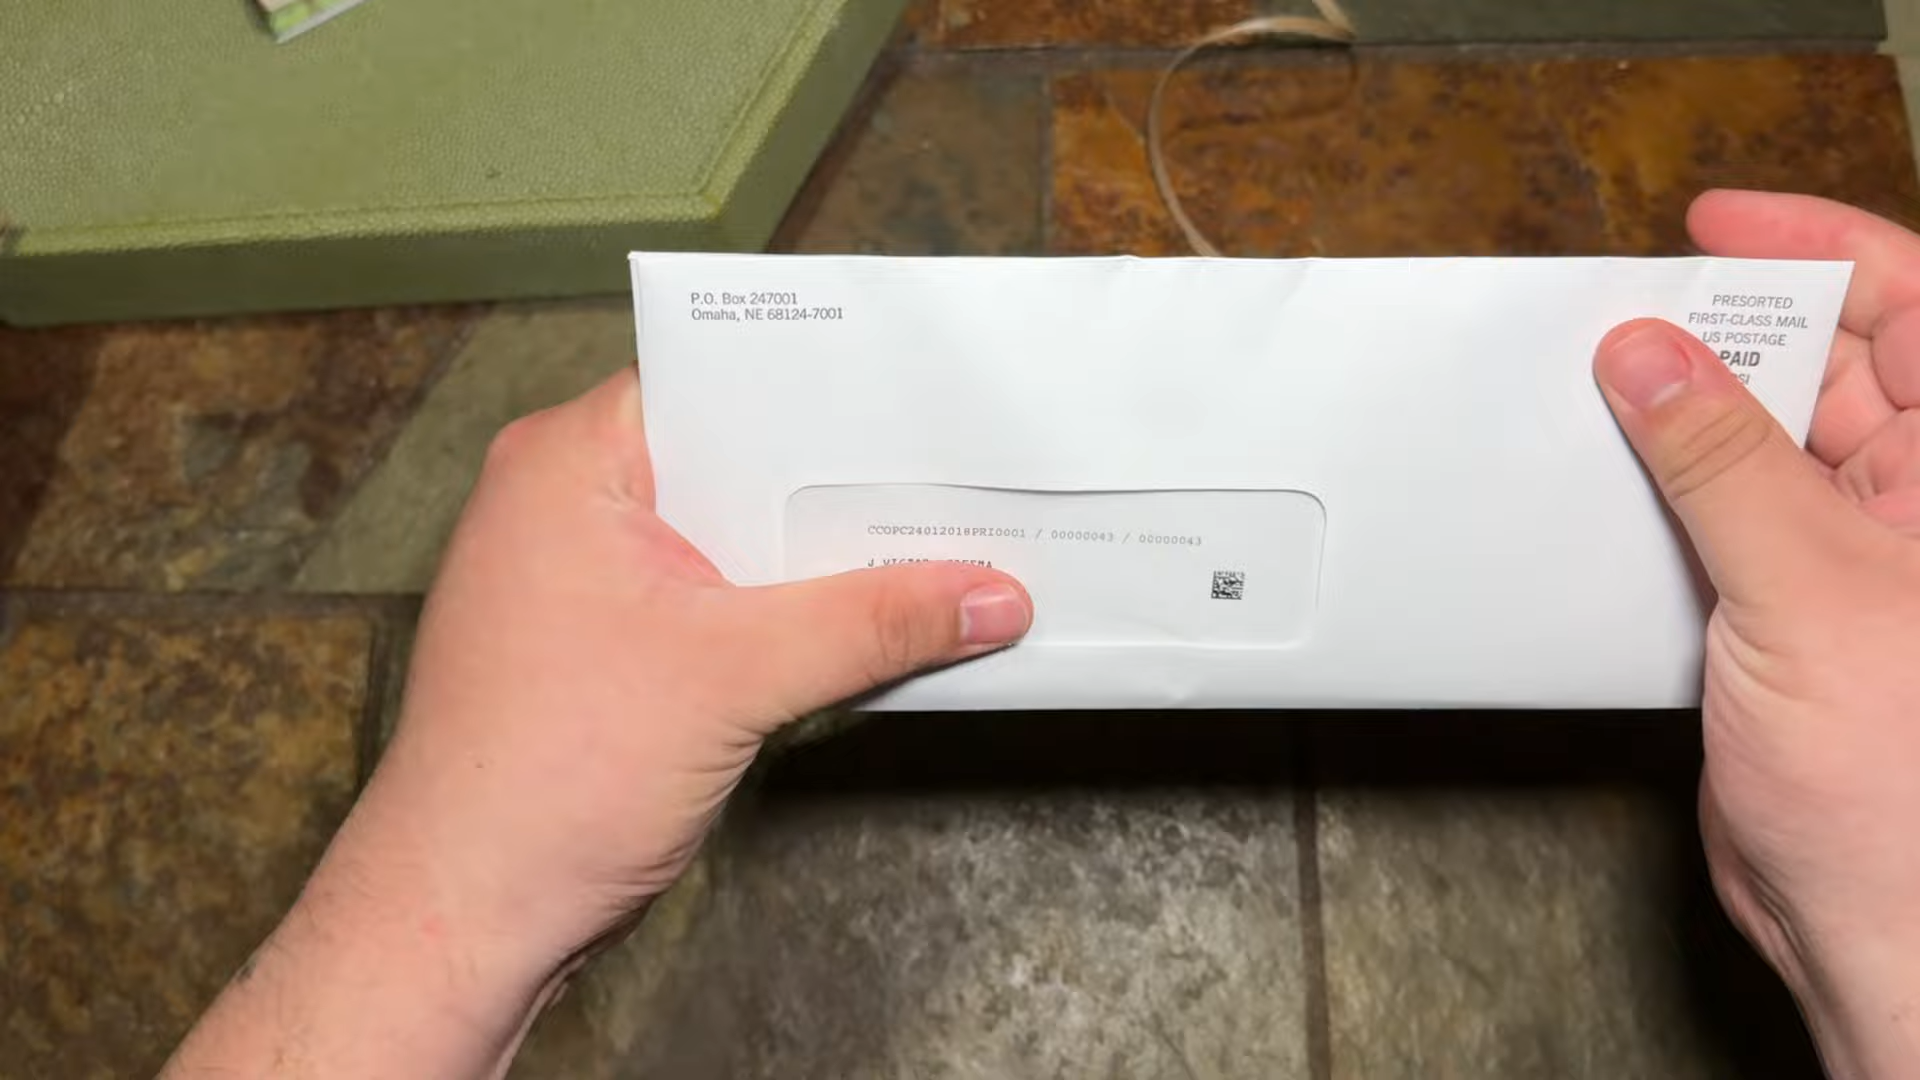 P.O. Box 247001
Omaha, NE 68124-7001
PRESORTED
FIRST-CLASS MAIL
US POSTAGE
PAID
CCOPC24012018PRI0001 / 00000043 / 00000043
J